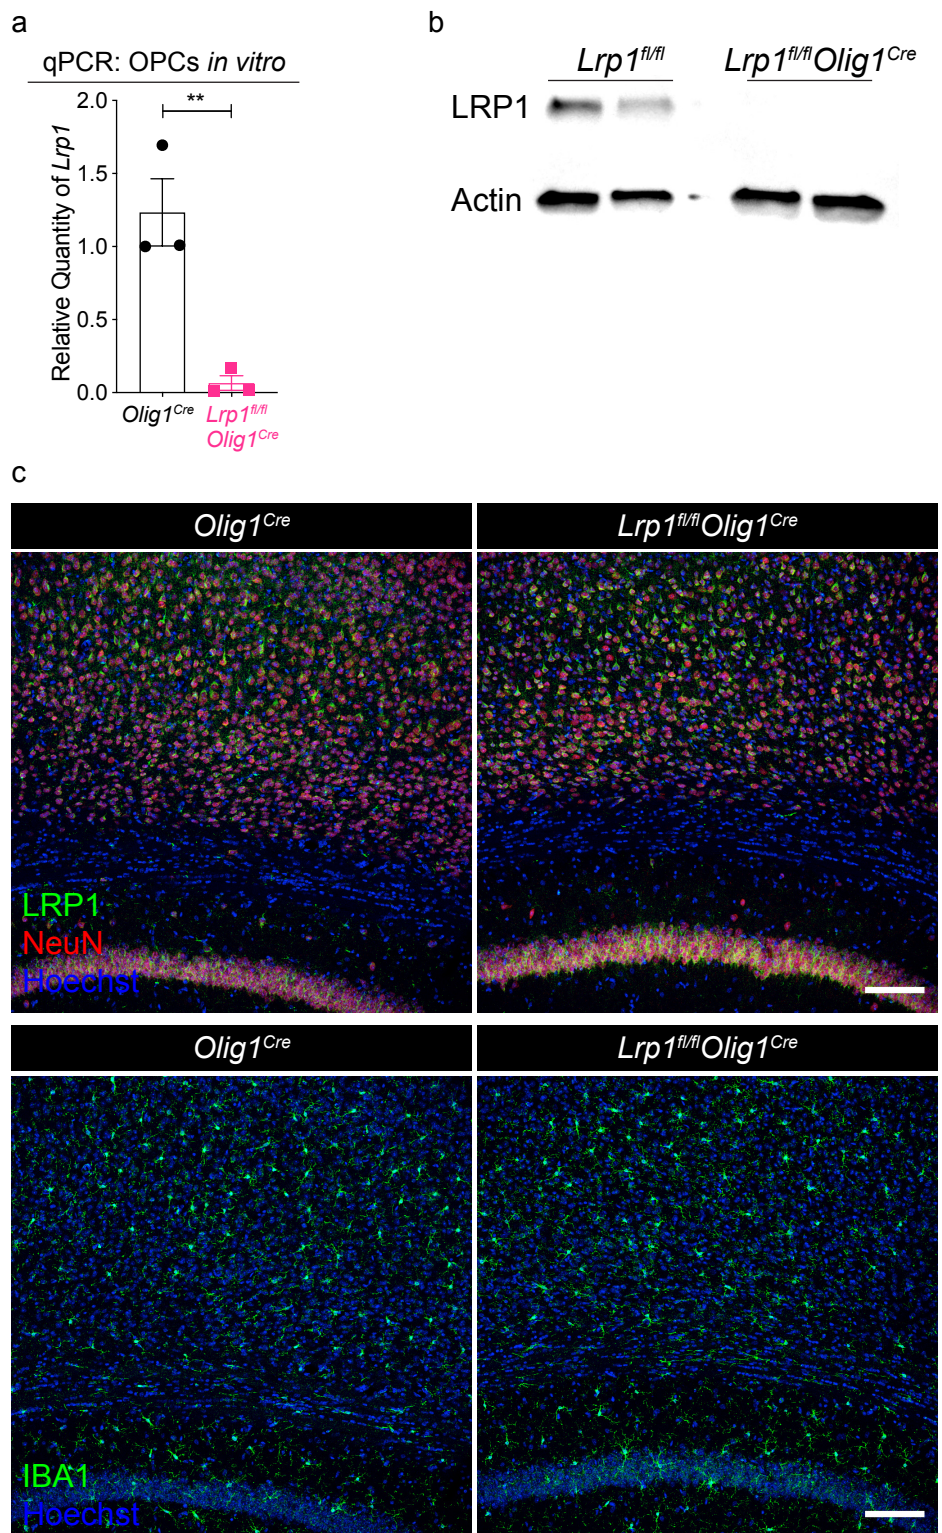 a
qPCR: OPCs in vitro
Relative Quantity of Lrp1
2.0
1.5
1.0
0.5
0.0
**
Olig1Cre
Lrp1fl/fl
Olig1Cre
b
Lrp1fl/fl
Lrp1fl/flOlig1Cre
LRP1
Actin
c
Olig1Cre
Lrp1fl/flOlig1Cre
LRP1
NeuN
Hoechst
Olig1Cre
Lrp1fl/flOlig1Cre
IBA1
Hoechst